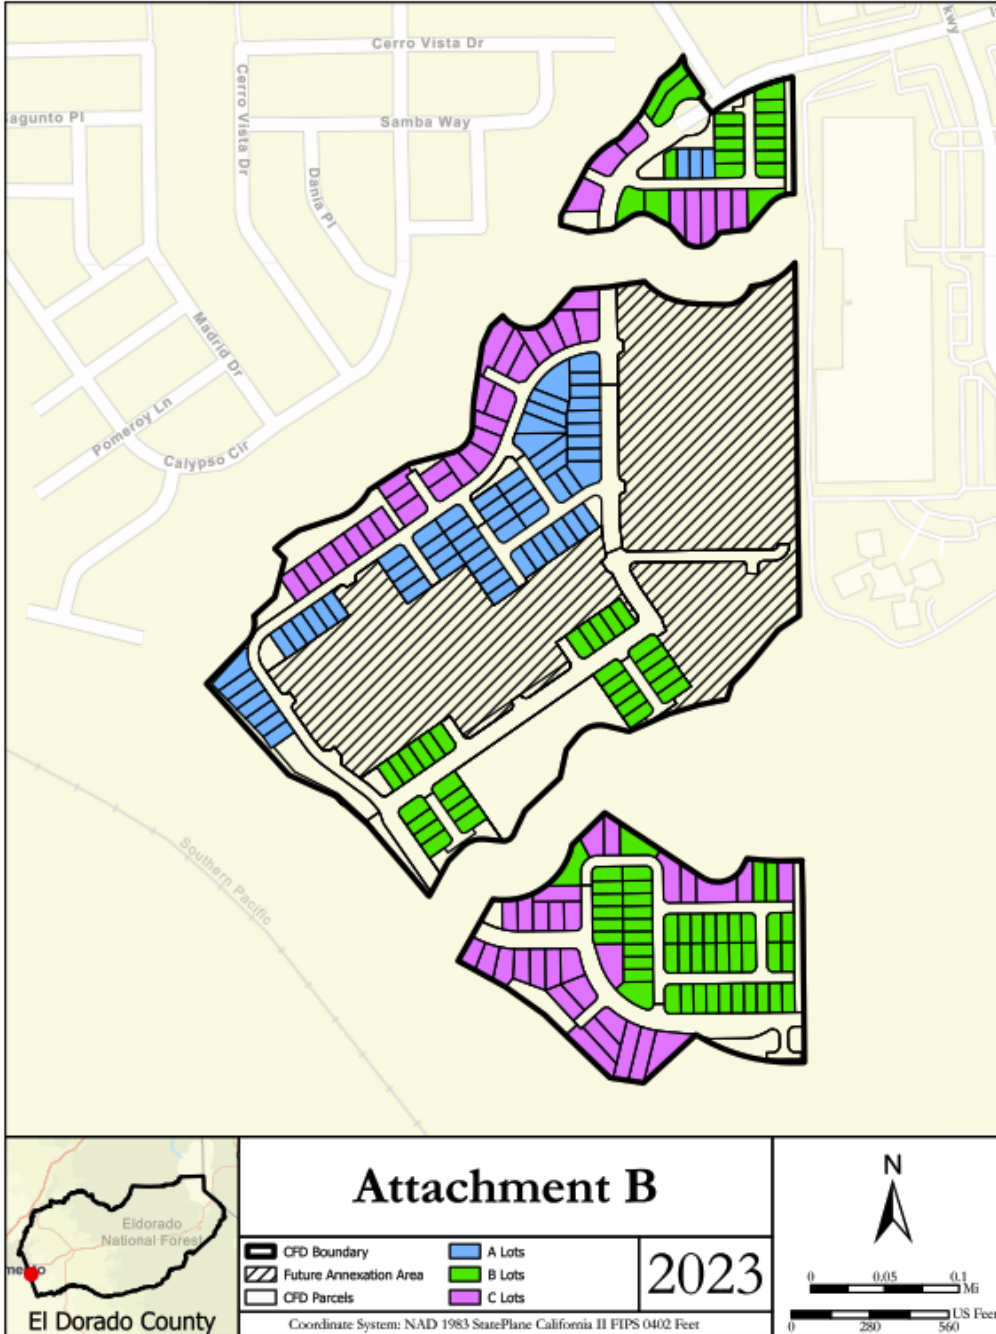 Cerro Vista Dr
Cerro Vista Dr
agunto Pl
Samba Way
Dania Pl
kwy
Madrid Dr
Pomeroy Ln
Calypso Cir
Southern Pacific
Attachment B
N
Eldorado
National Forest
El Dorado County
CFD Boundary
Future Annexation Area
CFD Parcels
A Lots
B Lots
C Lots
2023
0 0.05 0.1
Mi
US Feet
0 280 560
Coordinate System: NAD 1983 StatePlane California II FIPS 0402 Feet